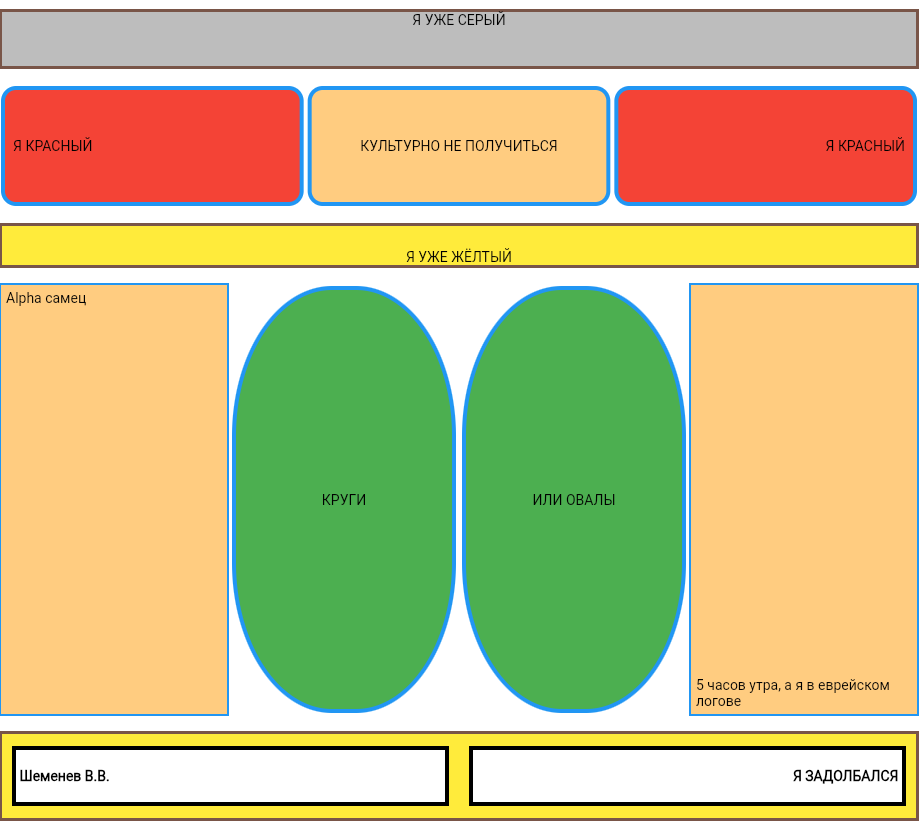 Я УЖЕ СЕРЫЙ
Я КРАСНЫЙ
КУЛЬТУРНО НЕ ПОЛУЧИТЬСЯ
Я КРАСНЫЙ
Я УЖЕ ЖЁЛТЫЙ
Alpha самец
КРУГИ
ИЛИ ОВАЛЫ
5 часов утра, а я в еврейском
логове
Шеменев В.В.
Я ЗАДОЛБАЛСЯ